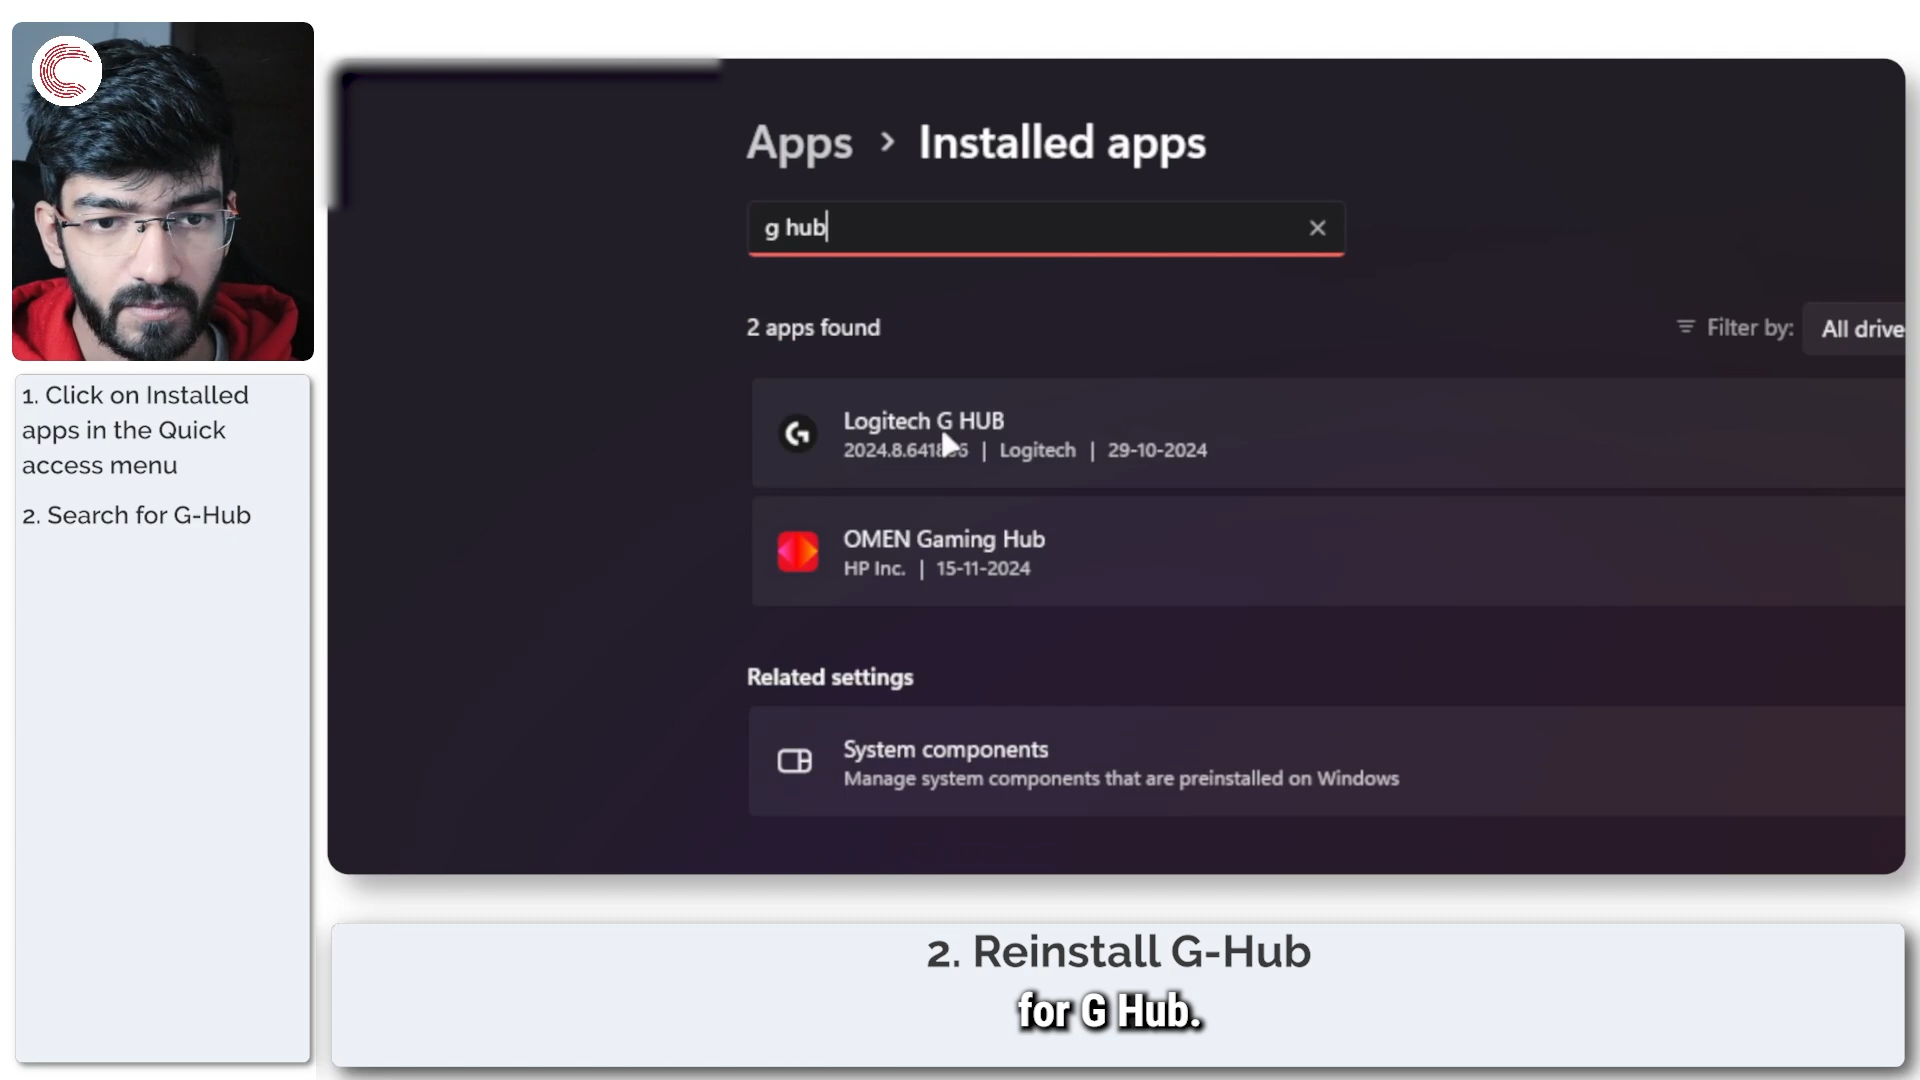 1. Click on Installed
apps in the Quick
access menu
2. Search for G-Hub
Apps > Installed apps
g hub
2 apps found
Filter by: All drive
Logitech G HUB
| Logitech | 29-10-2024
OMEN Gaming Hub
HP Inc. | 15-11-2024
Related settings
System components
Manage system components that are preinstalled on Windows
2. Reinstall G-Hub
for G Hub.